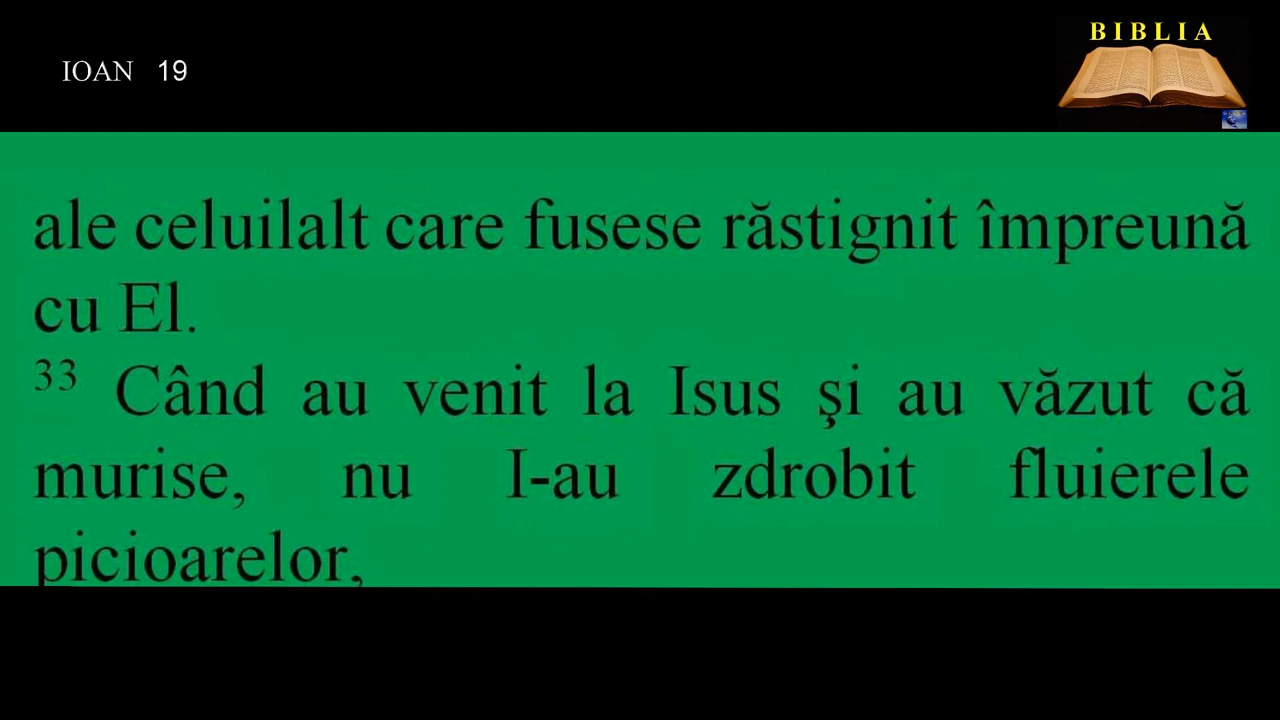 IOAN 19
BIBLIA
ale celuilalt care fusese răstignit împreună
cu El.
33 Când au venit la Isus şi au văzut că
murise, nu I-au zdrobit fluierele
picioarelor,